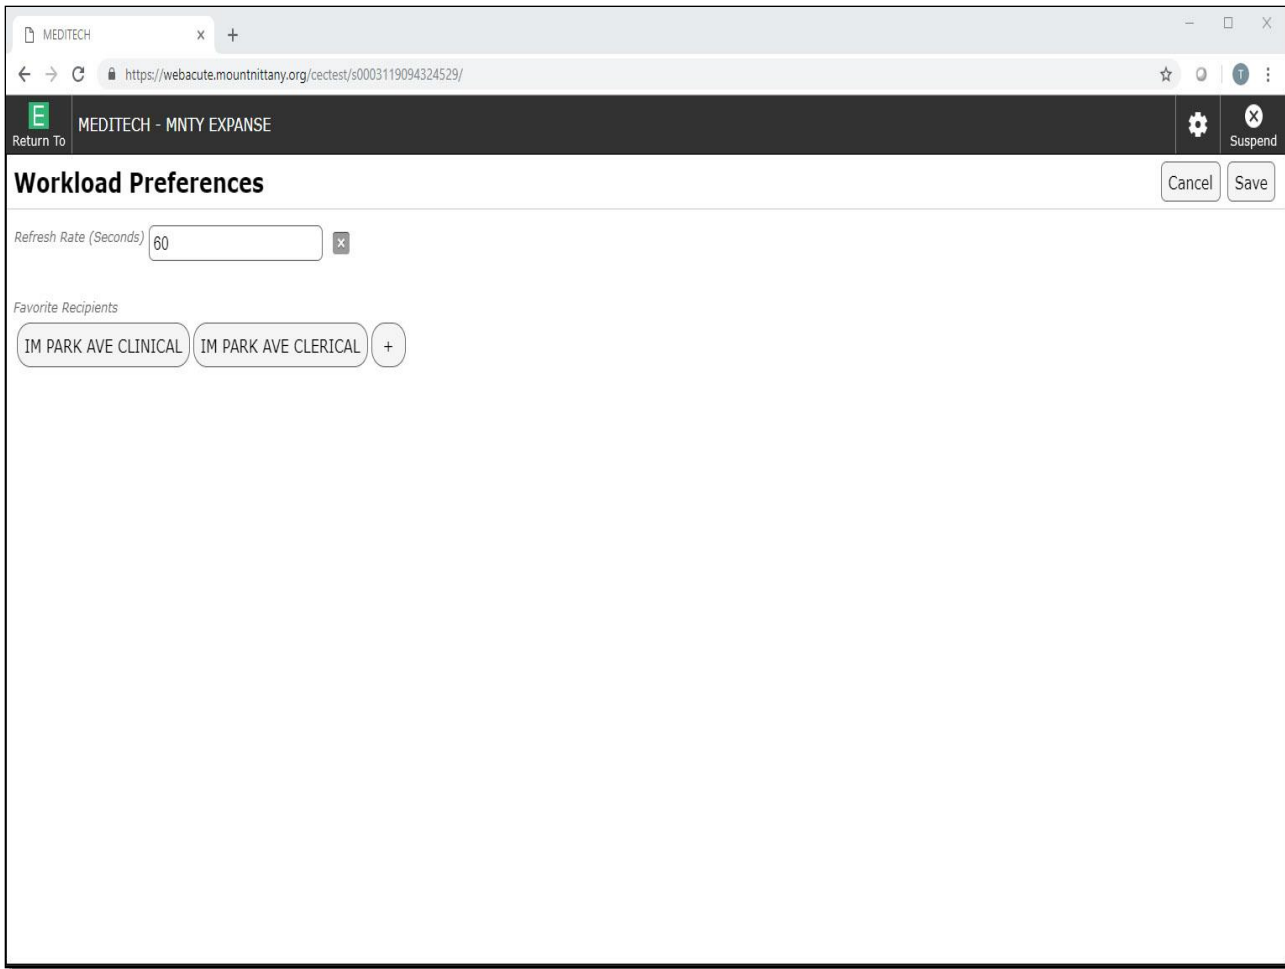 MEDITECH
https://webacute.mountnittany.org/cectest/s0003119094324529/
T
E
Return To
MEDITECH - MNTY EXPANSE
Suspend
Workload Preferences
Cancel
Save
Refresh Rate (Seconds) 60
Favorite Recipients
IM PARK AVE CLINICAL
IM PARK AVE CLERICAL
+